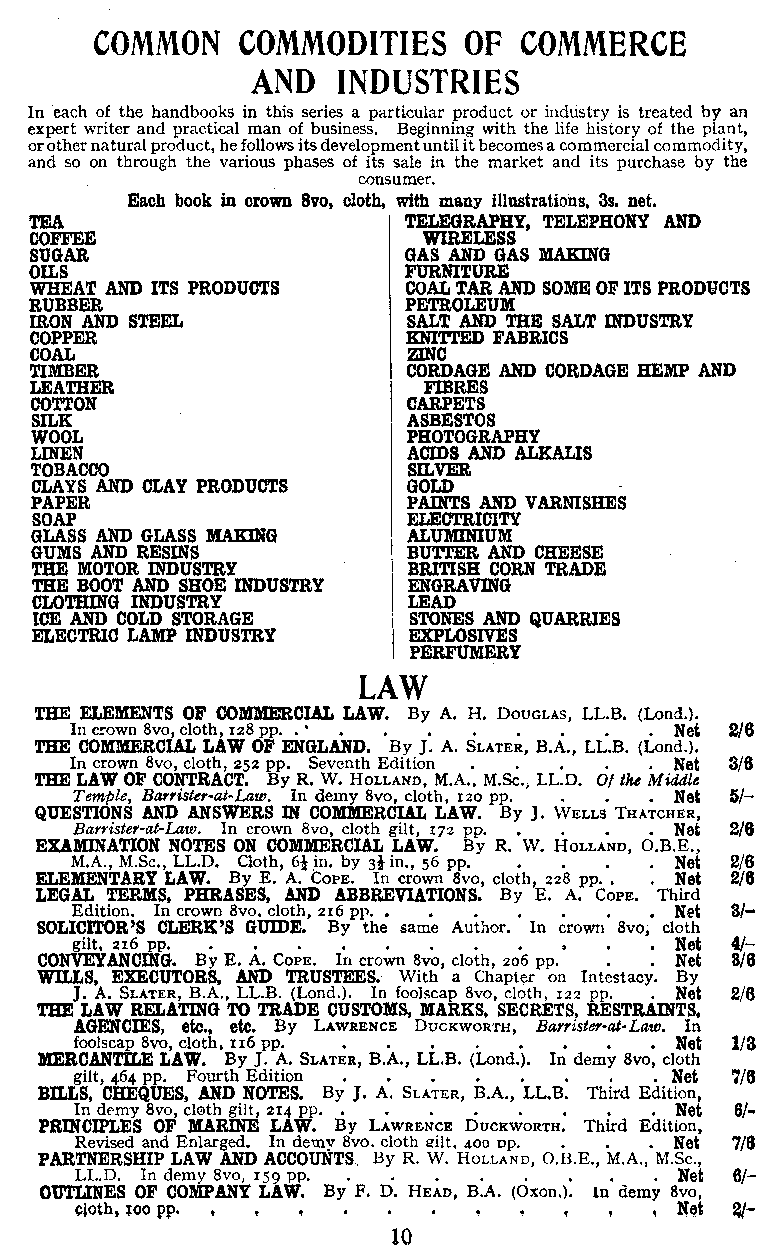 COMMON COMMODITIES OF COMMERCE
AND INDUSTRIES
In each of the handbooks in this series a particular product or industry is treated by an
expert writer and practical man of business. Beginning with the life history of the plant,
or other natural product, he follows its development until it becomes a commercial commodity,
and so on through the various phases of its sale in the market and its purchase by the
consumer.
Each book in crown 8vo, cloth, with many illustrations, 3s. net.
TEA
COFFEE
SUGAR
OILS
WHEAT AND ITS PRODUCTS
RUBBER
IRON AND STEEL
COPPER
COAL
TIMBER
LEATHER
COTTON
SILK
WOOL
LINEN
TOBACCO
CLAYS AND CLAY PRODUCTS
PAPER
SOAP
GLASS AND GLASS MAKING
GUMS AND RESINS
THE MOTOR INDUSTRY
THE BOOT AND SHOE INDUSTRY
CLOTHING INDUSTRY
ICE AND COLD STORAGE
ELECTRIC LAMP INDUSTRY
TELEGRAPHY, TELEPHONY AND
WIRELESS
GAS AND GAS MAKING
FURNITURE
COAL TAR AND SOME OF ITS PRODUCTS
PETROLEUM
SALT AND THE SALT INDUSTRY
KNITTED FABRICS
ZINC
CORDAGE AND CORDAGE HEMP AND
FIBRES
CARPETS
ASBESTOS
PHOTOGRAPHY
ACIDS AND ALKALIS
SILVER
GOLD
PAINTS AND VARNISHES
ELECTRICITY
ALUMINIUM
BUTTER AND CHEESE
BRITISH CORN TRADE
ENGRAVING
LEAD
STONES AND QUARRIES
EXPLOSIVES
PERFUMERY
LAW
THE ELEMENTS OF COMMERCIAL LAW. By A. H. DOUGLAS, LL.B. (Lond.).
In crown 8vo, cloth, 128 pp. . . . . . . . . . Net 2/6
THE COMMERCIAL LAW OF ENGLAND. By J. A. SLATER, B.A., LL.B. (Lond.).
In crown 8vo, cloth, 252 pp. Seventh Edition . . . . . Net 3/6
THE LAW OF CONTRACT. By R. W. HOLLAND, M.A., M.Sc., LL.D. Of the Middle
Temple, Barrister-at-Law. In demy 8vo, cloth, 120 pp. . . . . Net 5/-
QUESTIONS AND ANSWERS IN COMMERCIAL LAW. By J. WELLS THATCHER,
Barrister-at-Law. In crown 8vo, cloth gilt, 172 pp. . . . . Net 2/6
EXAMINATION NOTES ON COMMERCIAL LAW. By R. W. HOLLAND, O.B.E.,
M.A., M.Sc., LL.D. Cloth, 6½ in. by 3½ in., 56 pp. . . . . Net 2/6
ELEMENTARY LAW. By E. A. COPE. In crown 8vo, cloth, 228 pp. . . Net 2/6
LEGAL TERMS, PHRASES, AND ABBREVIATIONS. By E. A. COPE. Third
Edition. In crown 8vo, cloth, 216 pp. . . . . . . . . Net 3/-
SOLICITOR'S CLERK'S GUIDE. By the same Author. In crown 8vo, cloth
gilt, 216 pp. . . . . . . . . . . . . Net 4/-
CONVEYANCING. By E. A. COPE. In crown 8vo, cloth, 206 pp. . . . Net 3/6
WILLS, EXECUTORS, AND TRUSTEES. With a Chapter on Intestacy. By
J. A. SLATER, B.A., LL.B. (Lond.). In foolscap 8vo, cloth, 122 pp. . Net 2/6
THE LAW RELATING TO TRADE CUSTOMS, MARKS, SECRETS, RESTRAINTS,
AGENCIES, etc., etc. By LAWRENCE DUCKWORTH, Barrister-at-Law. In
foolscap 8vo, cloth, 116 pp. . . . . . . . . . Net 1/3
MERCANTILE LAW. By J. A. SLATER, B.A., LL.B. (Lond.). In demy 8vo, cloth
gilt, 464 pp. Fourth Edition . . . . . . . . Net 7/6
BILLS, CHEQUES, AND NOTES. By J. A. SLATER, B.A., LL.B. Third Edition,
In demy 8vo, cloth gilt, 214 pp. . . . . . . . . . Net 6/-
PRINCIPLES OF MARINE LAW. By LAWRENCE DUCKWORTH. Third Edition,
Revised and Enlarged. In demy 8vo, cloth gilt, 400 pp. . . . Net 7/6
PARTNERSHIP LAW AND ACCOUNTS. By R. W. HOLLAND, O.B.E., M.A., M.Sc.,
LL.D. In demy 8vo, 159 pp. . . . . . . . . Net 6/-
OUTLINES OF COMPANY LAW. By F. D. HEAD, B.A. (Oxon.). In demy 8vo,
cloth, 100 pp. . . . . . . . . . . . . Net 2/-
10